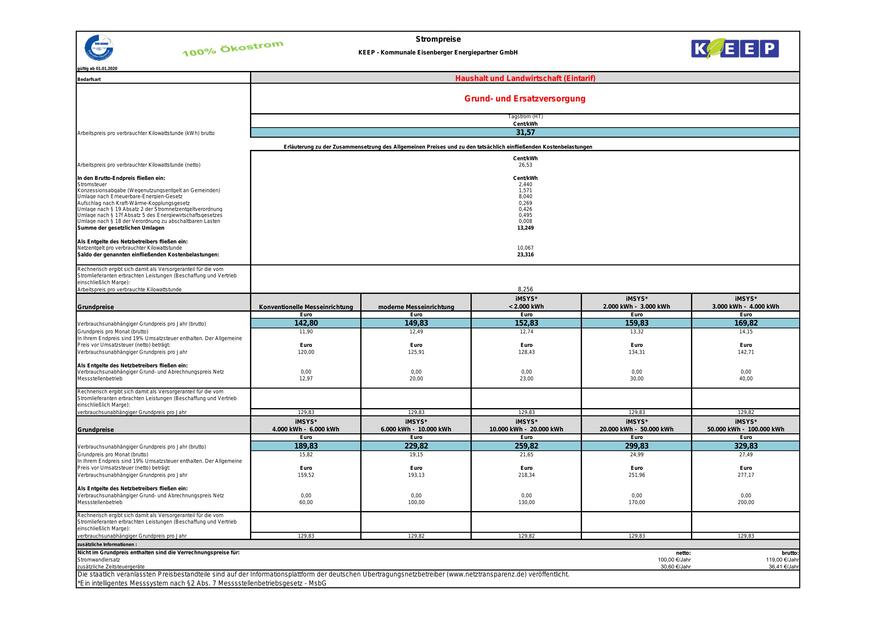 Strompreise
100% Ökostrom
KEEP - Kommunale Eisenberger Energiepartner GmbH
KEEP
gültig ab 01.01.2020
Bedarfsart Haushalt und Landwirtschaft (Eintarif)
Grund- und Ersatzversorgung
Tagstrom (HT)
Cent/kWh
Arbeitspreis pro verbrauchter Kilowattstunde (kWh) brutto 31,57
Erläuterung zu der Zusammensetzung des Allgemeinen Preises und zu den tatsächlich einfließenden Kostenbelastungen
Cent/kWh
Arbeitspreis pro verbrauchter Kilowattstunde (netto) 26,53
In den Brutto-Endpreis fließen ein: Cent/kWh
Stromsteuer 2,440
Konzessionsabgabe (Wegenutzungsentgelt an Gemeinden) 1,571
Umlage nach Erneuerbare-Energien-Gesetz 8,040
Aufschlag nach Kraft-Wärme-Kopplungsgesetz 0,269
Umlage nach § 19 Absatz 2 der Stromnetzentgeltverordnung 0,426
Umlage nach § 17f Absatz 5 des Energiewirtschaftsgesetzes 0,495
Umlage nach § 18 der Verordnung zu abschaltbaren Lasten 0,008
Summe der gesetzlichen Umlagen 13,249
Als Entgelte des Netzbetreibers fließen ein:
Netzentgelt pro verbrauchter Kilowattstunde 10,067
Saldo der genannten einfließenden Kostenbelastungen: 23,316
Rechnerisch ergibt sich damit als Versorgeranteil für die vom
Stromlieferanten erbrachten Leistungen (Beschaffung und Vertrieb
einschließlich Marge):
Arbeitspreis pro verbrauchte Kilowattstunde 8,256
iMSYS* iMSYS* iMSYS*
Grundpreise Konventionelle Messeinrichtung moderne Messeinrichtung < 2.000 kWh 2.000 kWh - 3.000 kWh 3.000 kWh - 4.000 kWh
Euro Euro Euro Euro Euro
Verbrauchsunabhängiger Grundpreis pro Jahr (brutto) 142,80 149,83 152,83 159,83 169,82
Grundpreis pro Monat (brutto) 11,90 12,49 12,74 13,32 14,15
In Ihrem Endpreis sind 19% Umsatzsteuer enthalten. Der Allgemeine
Preis vor Umsatzsteuer (netto) beträgt: Euro Euro Euro Euro Euro
Verbrauchsunabhängiger Grundpreis pro Jahr 120,00 125,91 128,43 134,31 142,71
Als Entgelte des Netzbetreibers fließen ein:
Verbrauchsunabhängiger Grund- und Abrechnungspreis Netz 0,00 0,00 0,00 0,00 0,00
Messstellenbetrieb 12,97 20,00 23,00 30,00 40,00
Rechnerisch ergibt sich damit als Versorgeranteil für die vom
Stromlieferanten erbrachten Leistungen (Beschaffung und Vertrieb
einschließlich Marge):
verbrauchsunabhängiger Grundpreis pro Jahr 129,83 129,83 129,83 129,83 129,82
iMSYS* iMSYS* iMSYS* iMSYS* iMSYS*
Grundpreise 4.000 kWh - 6.000 kWh 6.000 kWh - 10.000 kWh 10.000 kWh - 20.000 kWh 20.000 kWh - 50.000 kWh 50.000 kWh - 100.000 kWh
Euro Euro Euro Euro Euro
Verbrauchsunabhängiger Grundpreis pro Jahr (brutto) 189,83 229,82 259,82 299,83 329,83
Grundpreis pro Monat (brutto) 15,82 19,15 21,65 24,99 27,49
In Ihrem Endpreis sind 19% Umsatzsteuer enthalten. Der Allgemeine
Preis vor Umsatzsteuer (netto) beträgt: Euro Euro Euro Euro Euro
Verbrauchsunabhängiger Grundpreis pro Jahr 159,52 193,13 218,34 251,96 277,17
Als Entgelte des Netzbetreibers fließen ein:
Verbrauchsunabhängiger Grund- und Abrechnungspreis Netz 0,00 0,00 0,00 0,00 0,00
Messstellenbetrieb 60,00 100,00 130,00 170,00 200,00
Rechnerisch ergibt sich damit als Versorgeranteil für die vom
Stromlieferanten erbrachten Leistungen (Beschaffung und Vertrieb
einschließlich Marge):
verbrauchsunabhängiger Grundpreis pro Jahr 129,83 129,82 129,82 129,83 129,83
zusätzliche Informationen :
Nicht im Grundpreis enthalten sind die Verrechnungspreise für: netto: brutto:
Stromwandlersatz 100,00 €/Jahr 119,00 €/Jahr
zusätzliche Zeitsteuergeräte 30,60 €/Jahr 36,41 €/Jahr
Die staatlich veranlassten Preisbestandteile sind auf der Informationsplattform der deutschen Übertragungsnetzbetreiber (www.netztransparenz.de) veröffentlicht.
*Ein intelligentes Messsystem nach §2 Abs. 7 Messsstellenbetriebsgesetz - MsbG